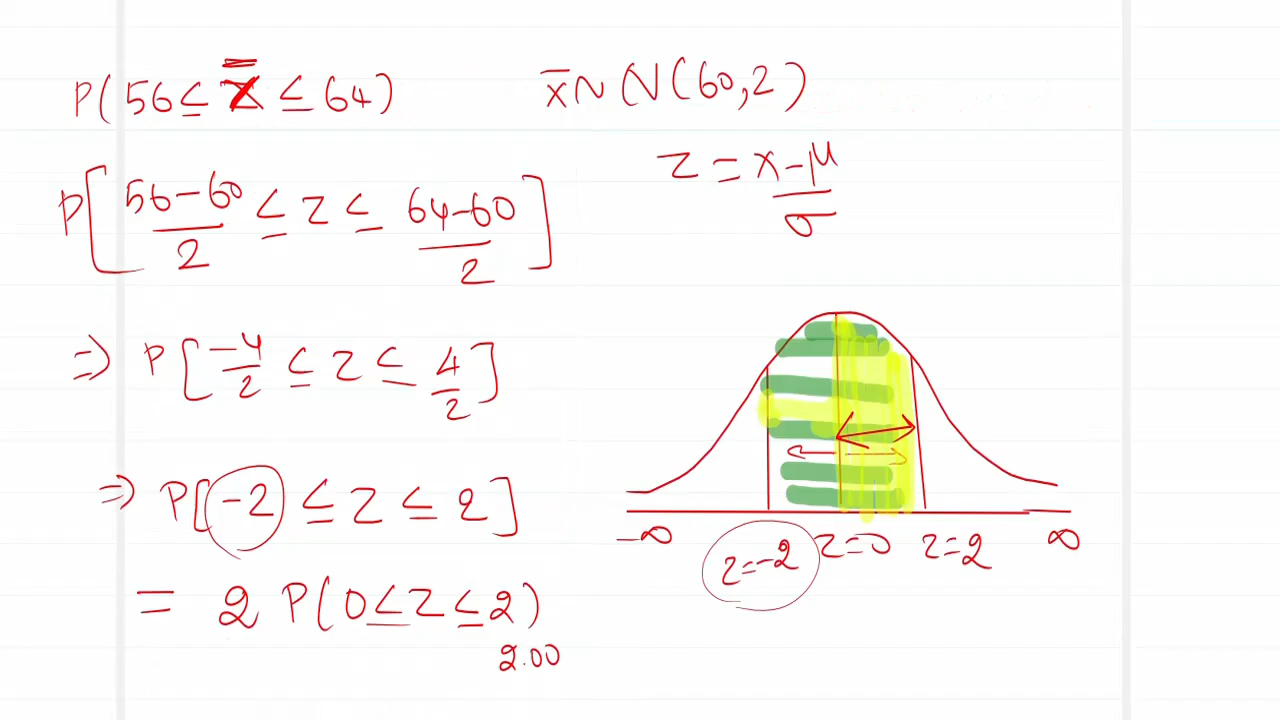 P(56 ≤ x̄ ≤ 64)
x̄ ~ N(60,2)
z = x-μ / σ
P[56-60 / 2 ≤ z ≤ 64-60 / 2]
⇒ P[-4/2 ≤ z ≤ 4/2]
⇒ P[-2 ≤ z ≤ 2]
= 2 P(0 ≤ z ≤ 2)
2.00
-∞ z=-2 z=0 z=2 ∞